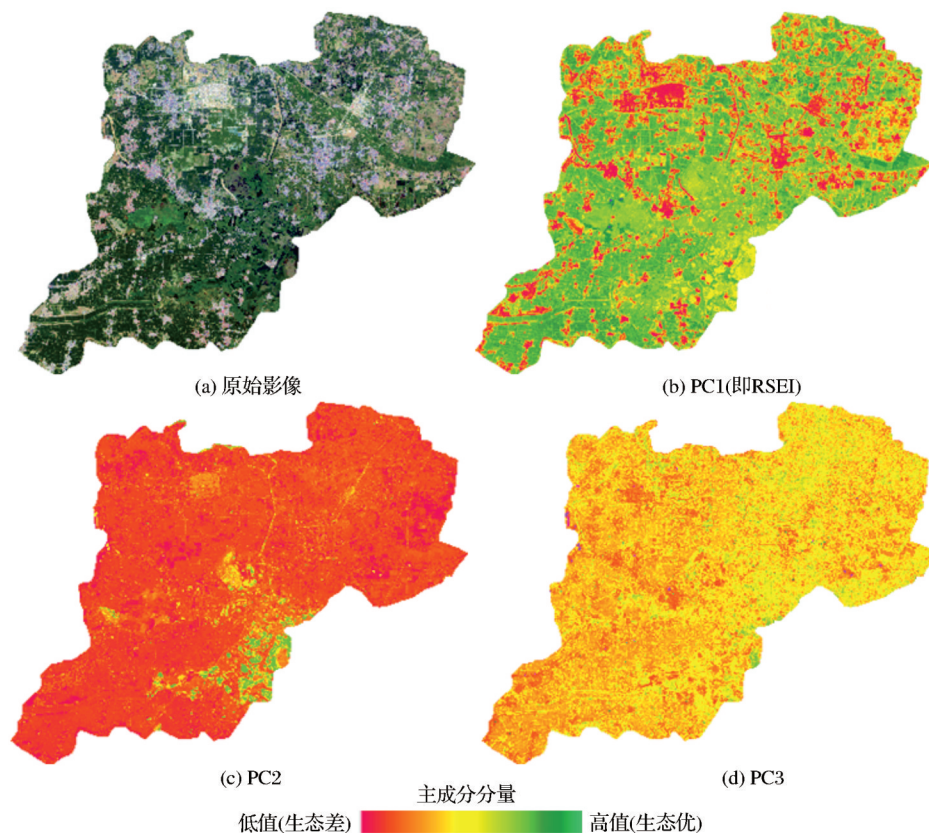 (a) 原始影像
(b) PC1(即RSEI)
(c) PC2
(d) PC3
主成分分量
低值(生态差)
高值(生态优)